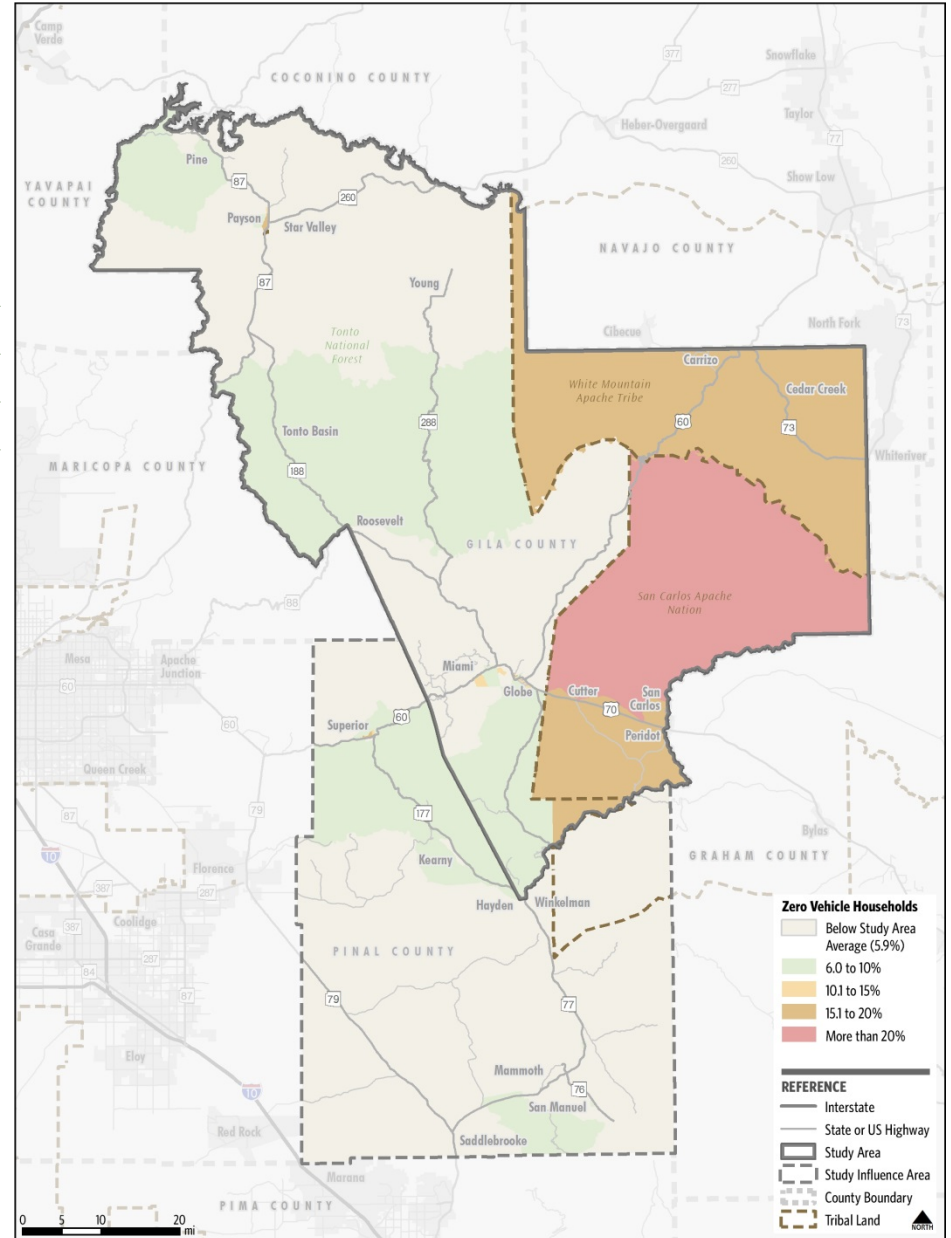 Camp
Verde
COCONINO COUNTY
377
Snowflake
277
Taylor
77
Heber-Overgaard
260
Show Low
Pine
87
YAVAPAI
COUNTY
260
Payson
Star Valley
NAVAJO COUNTY
87
Young
Cibecue
North Fork
73
Tonto
National
Forest
Carrizo
White Mountain
Apache Tribe
Cedar Creek
60
288
73
Tonto Basin
Whiteriver
MARICOPA COUNTY
188
Roosevelt
GILA COUNTY
San Carlos Apache
Nation
88
Mesa
Apache
Junction
60
Miami
Globe
Cutter
San
Carlos
70
Superior
60
60
Peridot
Queen Creek
79
87
177
Bylas
10
Kearny
GRAHAM COUNTY
Florence
387
287
Hayden
Winkelman
Coolidge
Casa
Grande
387
287
PINAL COUNTY
84
87
79
77
Eloy
Mammoth
76
10
San Manuel
Red Rock
Saddlebrooke
Marana
PIMA COUNTY
Zero Vehicle Households
Below Study Area
Average (5.9%)
6.0 to 10%
10.1 to 15%
15.1 to 20%
More than 20%
REFERENCE
Interstate
State or US Highway
Study Area
Study Influence Area
County Boundary
Tribal Land
NORTH
0 5 10 20
mi